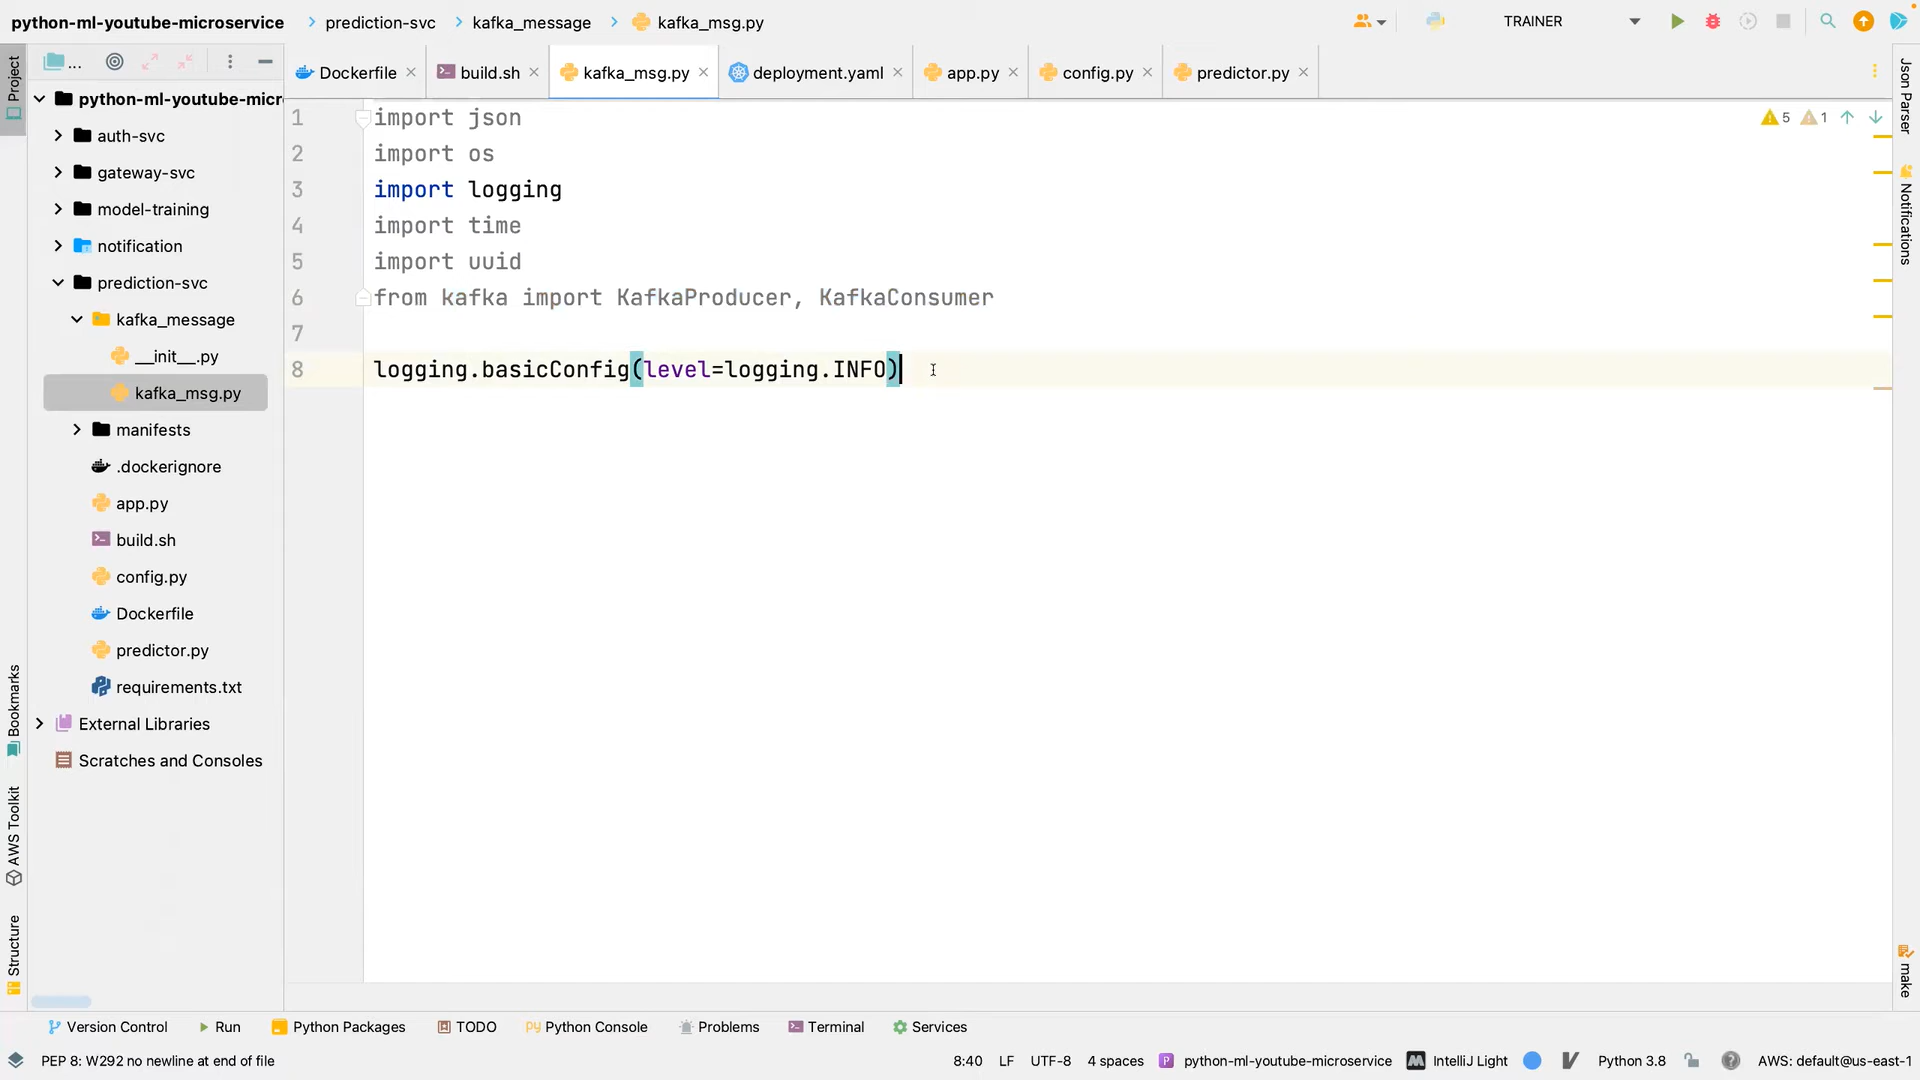 python-ml-youtube-microservice prediction-svc kafka_message kafka_msg.py TRAINER
Project ... Dockerfile build.sh kafka_msg.py deployment.yaml app.py config.py predictor.py
python-ml-youtube-micr
auth-svc
gateway-svc
model-training
notification
prediction-svc
kafka_message
__init__.py
kafka_msg.py
manifests
.dockerignore
app.py
build.sh
config.py
Dockerfile
predictor.py
requirements.txt
External Libraries
Scratches and Consoles
1 import json
2 import os
3 import logging
4 import time
5 import uuid
6 from kafka import KafkaProducer, KafkaConsumer
7
8 logging.basicConfig(level=logging.INFO)
5 1
Json Parser
Notifications
make
Bookmarks
AWS Toolkit
Structure
Version Control Run Python Packages TODO Python Console Problems Terminal Services
PEP 8: W292 no newline at end of file 8:40 LF UTF-8 4 spaces P python-ml-youtube-microservice IntelliJ Light Python 3.8 AWS: default@us-east-1